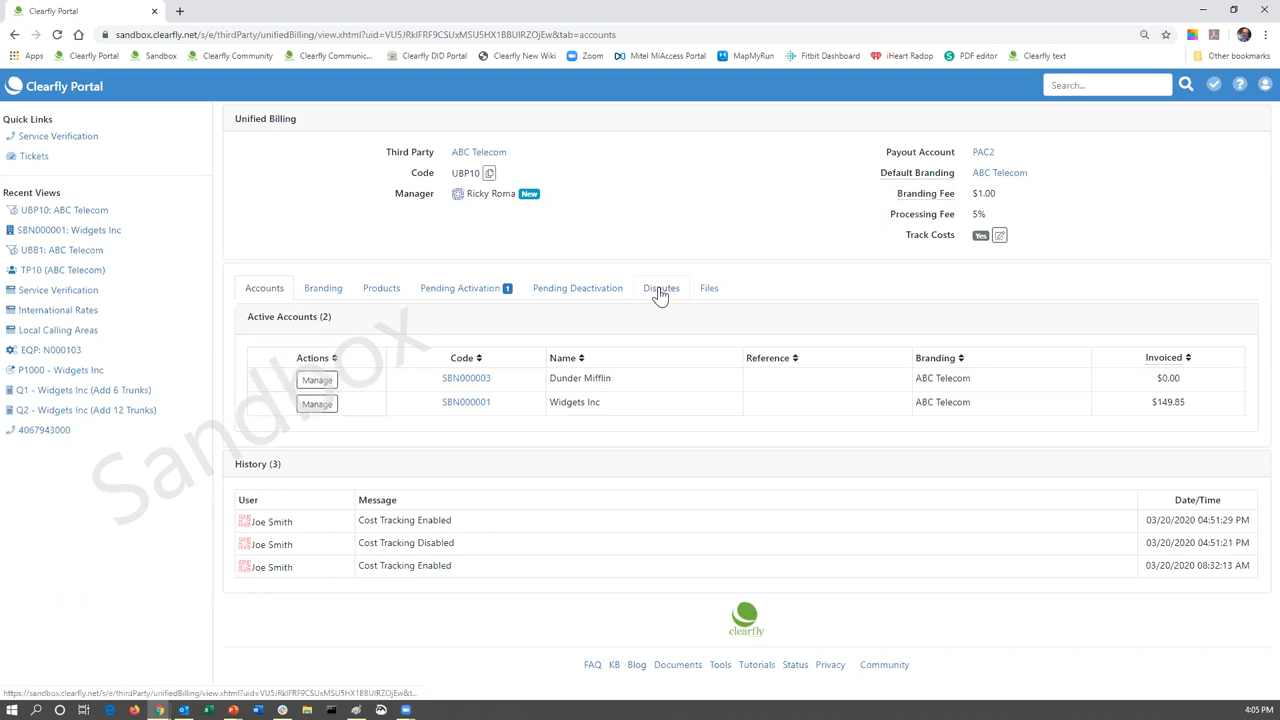 Clearfly Portal
sandbox.clearfly.net/s/e/thirdParty/unifiedBilling/view.xhtml?uid=VU5JRklFRF9CSUxMSU5HX1BBUlRZOjEw&tab=accounts
Apps Clearfly Portal Sandbox Clearfly Community Clearfly Communic... Clearfly DID Portal Clearfly New Wiki Zoom Mitel MiAccess Portal MapMyRun Fitbit Dashboard iHeart Radop PDF editor Clearfly text Other bookmarks
Clearfly Portal Search...
Quick Links
Service Verification
Tickets
Recent Views
UBP10: ABC Telecom
SBN000001: Widgets Inc
UBB1: ABC Telecom
TP10 (ABC Telecom)
Service Verification
International Rates
Local Calling Areas
EQP: N000103
P1000 - Widgets Inc
Q1 - Widgets Inc (Add 6 Trunks)
Q2 - Widgets Inc (Add 12 Trunks)
4067943000
Unified Billing
Third Party ABC Telecom
Code UBP10
Manager Ricky Roma New
Payout Account PAC2
Default Branding ABC Telecom
Branding Fee $1.00
Processing Fee 5%
Track Costs Yes
Accounts Branding Products Pending Activation 1 Pending Deactivation Disputes Files
Active Accounts (2)
Actions Code Name Reference Branding Invoiced
Manage SBN000003 Dunder Mifflin ABC Telecom $0.00
Manage SBN000001 Widgets Inc ABC Telecom $149.85
Sandbox
History (3)
User Message Date/Time
Joe Smith Cost Tracking Enabled 03/20/2020 04:51:29 PM
Joe Smith Cost Tracking Disabled 03/20/2020 04:51:21 PM
Joe Smith Cost Tracking Enabled 03/20/2020 08:32:13 AM
clearfly
FAQ KB Blog Documents Tools Tutorials Status Privacy Community
https://sandbox.clearfly.net/s/e/thirdParty/unifiedBilling/view.xhtml?uid=VU5JRklFRF9CSUxMSU5HX1BBUlRZOjEw&t...
4:05 PM